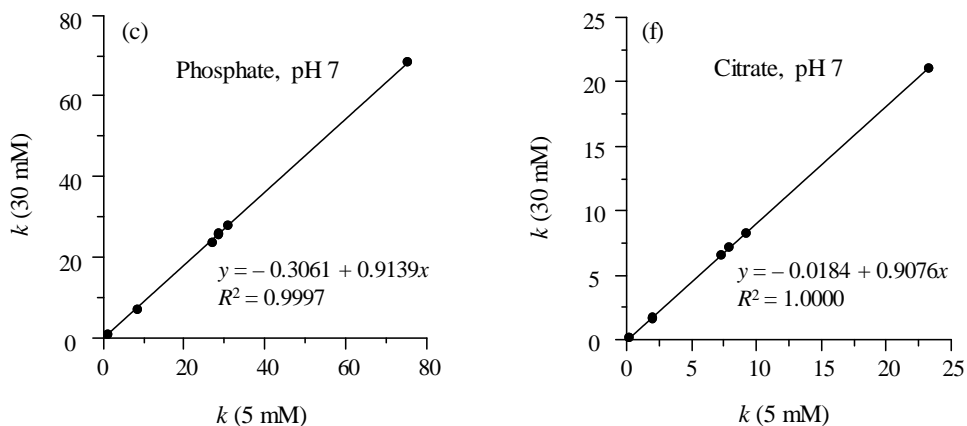 (c)
Phosphate, pH 7
80
60
40
20
0
k (30 mM)
y = – 0.3061 + 0.9139x
R² = 0.9997
0 20 40 60 80
k (5 mM)
(f)
Citrate, pH 7
25
20
15
10
5
0
k (30 mM)
y = – 0.0184 + 0.9076x
R² = 1.0000
0 5 10 15 20 25
k (5 mM)